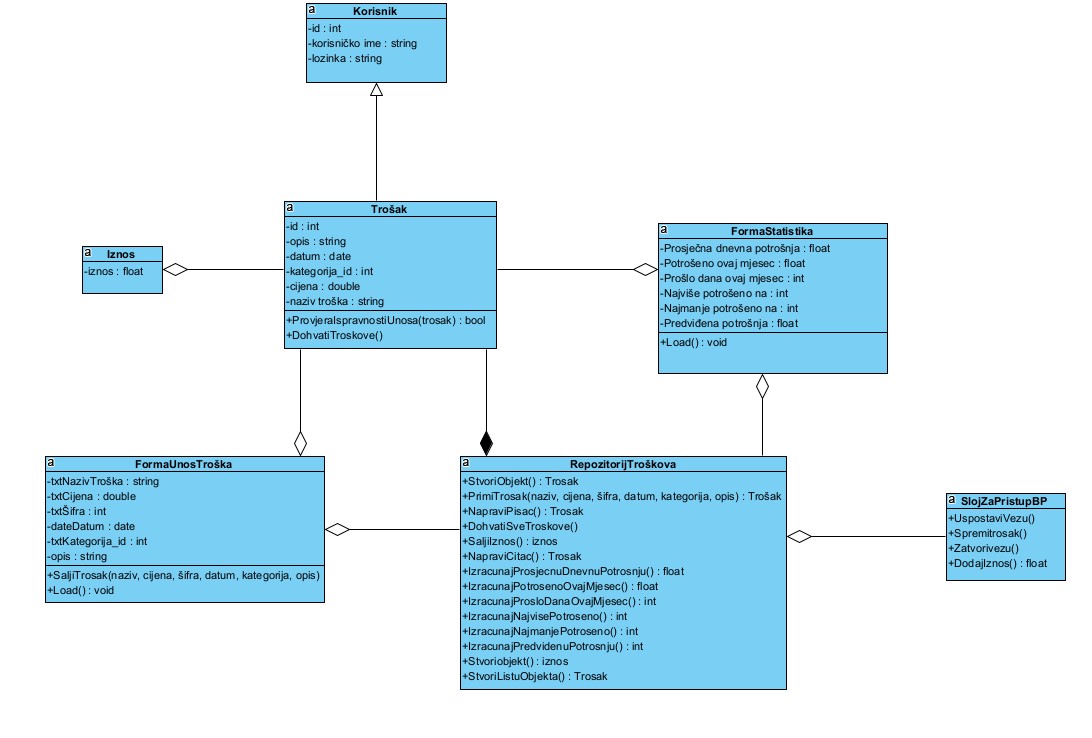 a Korisnik
-id : int
-korisničko ime : string
-lozinka : string
a Trošak
-id : int
-opis : string
-datum : date
-kategorija_id : int
-cijena : double
-naziv troška : string
+ProvjeraIspravnostiUnosa(trosak) : bool
+DohvatiTroskove()
a Iznos
-iznos : float
a FormaStatistika
-Prosječna dnevna potrošnja : float
-Potrošeno ovaj mjesec : float
-Prošlo dana ovaj mjesec : int
-Najviše potrošeno na : int
-Najmanje potrošeno na : int
-Predviđena potrošnja : float
+Load() : void
a FormaUnosTroška
-txtNazivTroška : string
-txtCijena : double
-txtŠifra : int
-dateDatum : date
-txtKategorija_id : int
-opis : string
+SaljiTrosak(naziv, cijena, šifra, datum, kategorija, opis)
+Load() : void
a RepozitorijTroškova
+StvoriObjekt() : Trosak
+PrimiTrosak(naziv, cijena, šifra, datum, kategorija, opis) : Trošak
+NapraviPisac() : Trosak
+DohvatiSveTroskove()
+SaljiIznos() : iznos
+NapraviCitac() : Trosak
+IzracunajProsjecnuDnevnuPotrosnju() : float
+IzracunajPotrosenoOvajMjesec() : float
+IzracunajProsloDanaOvajMjesec() : int
+IzracunajNajvisePotroseno() : int
+IzracunajNajmanjePotroseno() : int
+IzracunajPredvidenuPotrosnju() : int
+Stvoriobjekt() : iznos
+StvoriListuObjekta() : Trosak
a SlojZaPristupBP
+UspostaviVezu()
+Spremitrosak()
+Zatvorivezu()
+DodajIznos() : float